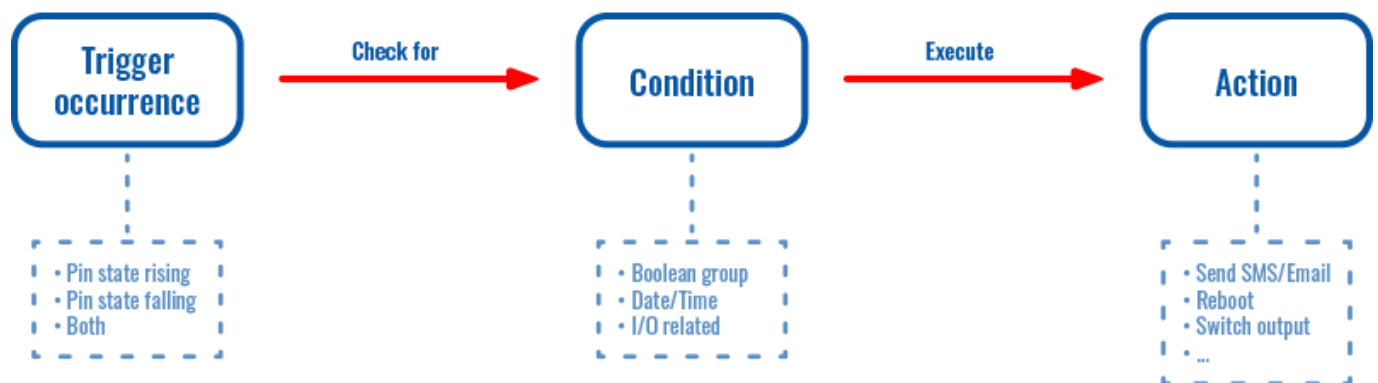 Trigger
occurrence
Check for
Condition
Execute
Action
• Pin state rising
• Pin state falling
• Both
• Boolean group
• Date/Time
• I/O related
• Send SMS/Email
• Reboot
• Switch output
• ...